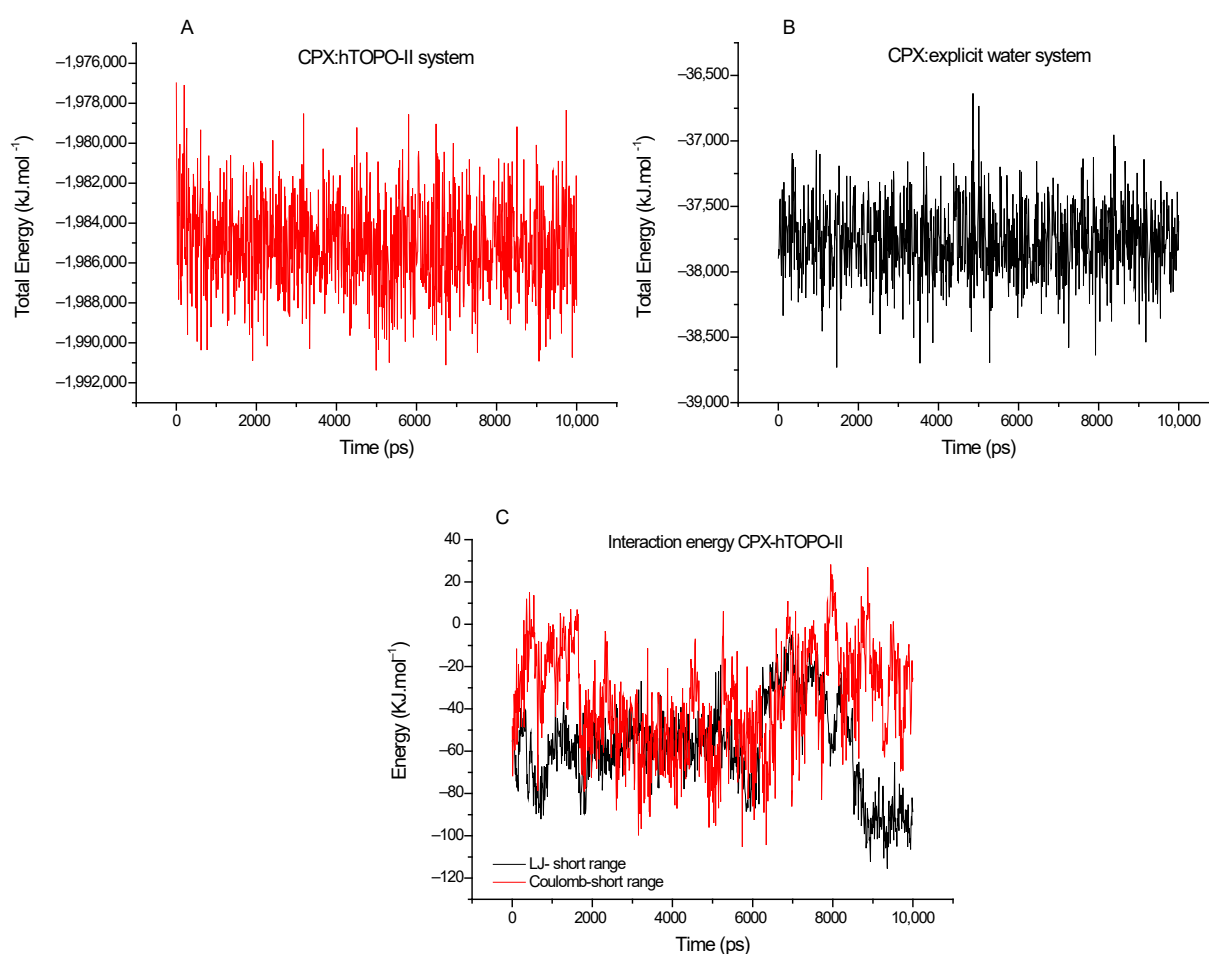 A
CPX:hTOPO-II system
–1,976,000
–1,978,000
–1,980,000
–1,982,000
–1,984,000
–1,986,000
–1,988,000
–1,990,000
–1,992,000
Total Energy (kJ.mol⁻¹)
0 2000 4000 6000 8000 10,000
Time (ps)
B
CPX:explicit water system
–36,500
–37,000
–37,500
–38,000
–38,500
–39,000
Total Energy (kJ.mol⁻¹)
0 2000 4000 6000 8000 10,000
Time (ps)
C
Interaction energy CPX-hTOPO-II
40
20
0
–20
–40
–60
–80
–100
–120
Energy (KJ.mol⁻¹)
LJ- short range
Coulomb-short range
0 2000 4000 6000 8000 10,000
Time (ps)